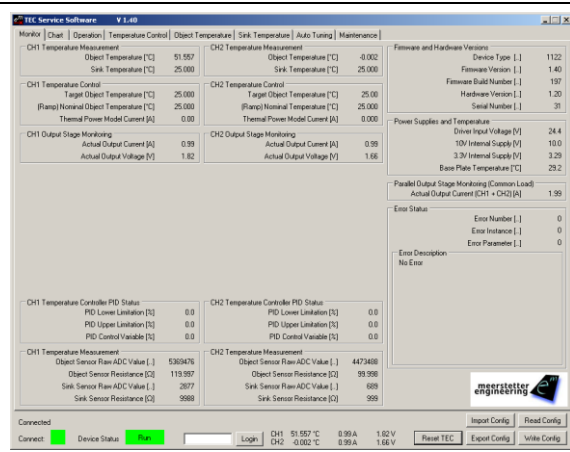 TEC Service Software V 1.40
Monitor Chart Operation Temperature Control Object Temperature Sink Temperature Auto Tuning Maintenance
CH1 Temperature Measurement
Object Temperature [°C] 51.557
Sink Temperature [°C] 25.000
CH1 Temperature Control
Target Object Temperature [°C] 25.000
(Ramp) Nominal Object Temperature [°C] 25.000
Thermal Power Model Current [A] 0.00
CH1 Output Stage Monitoring
Actual Output Current [A] 0.99
Actual Output Voltage [V] 1.82
CH1 Temperature Controller PID Status
PID Lower Limitation [%] 0.0
PID Upper Limitation [%] 0.0
PID Control Variable [%] 0.0
CH1 Temperature Measurement
Object Sensor Raw ADC Value [..] 5369476
Object Sensor Resistance [Ω] 119.997
Sink Sensor Raw ADC Value [..] 2877
Sink Sensor Resistance [Ω] 9988
CH2 Temperature Measurement
Object Temperature [°C] -0.002
Sink Temperature [°C] 25.000
CH2 Temperature Control
Target Object Temperature [°C] 25.00
(Ramp) Nominal Temperature [°C] 25.000
Thermal Power Model Current [A] 0.000
CH2 Output Stage Monitoring
Actual Output Current [A] 0.99
Actual Output Voltage [V] 1.66
CH2 Temperature Controller PID Status
PID Lower Limitation [%] 0.0
PID Upper Limitation [%] 0.0
PID Control Variable [%] 0.0
CH2 Temperature Measurement
Object Sensor Raw ADC Value [..] 4473488
Object Sensor Resistance [Ω] 99.998
Sink Sensor Raw ADC Value [..] 689
Sink Sensor Resistance [Ω] 999
Firmware and Hardware Versions
Device Type [..] 1122
Firmware Version [..] 1.40
Firmware Build Number [..] 197
Hardware Version [..] 1.20
Serial Number [..] 31
Power Supplies and Temperature
Driver Input Voltage [V] 24.4
10V Internal Supply [V] 10.0
3.3V Internal Supply [V] 3.29
Base Plate Temperature [°C] 29.2
Parallel Output Stage Monitoring (Common Load)
Actual Output Current (CH1 + CH2) [A] 1.99
Error Status
Error Number [..] 0
Error Instance [..] 0
Error Parameter [..] 0
Error Description
No Error
meerstetter
engineering
Connected
Connect: Device Status Run Login
CH1 51.557 °C 0.99 A 1.82 V
CH2 -0.002 °C 0.99 A 1.66 V
Reset TEC
Import Config Read Config
Export Config Write Config